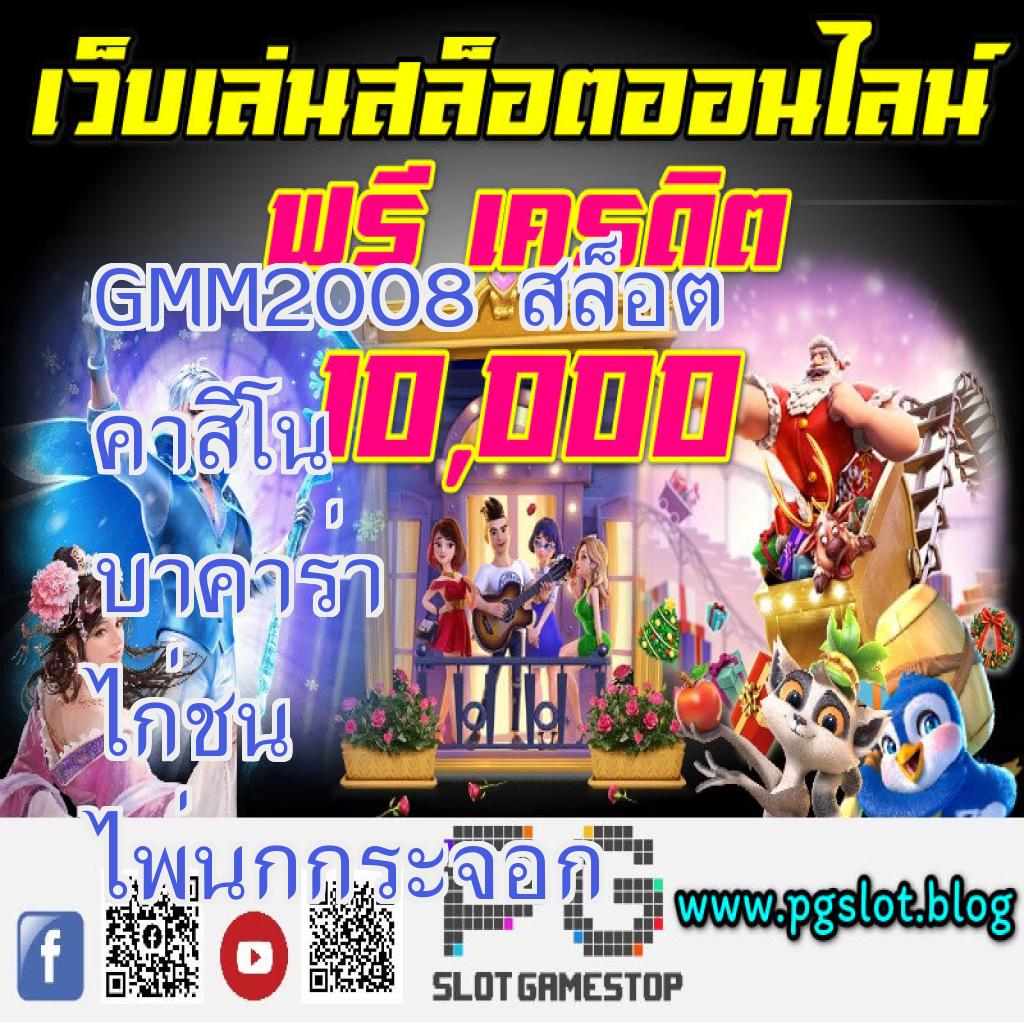 เว็บเล่นสล็อตออนไลน์
ฟรี เครดิต
GMM2008 สล็อต
10,000
คาสิโน
บาคาร่า
ไก่ชน
ไพ่นกกระจอก
PG
www.pgslot.blog
SLOT GAMESTOP